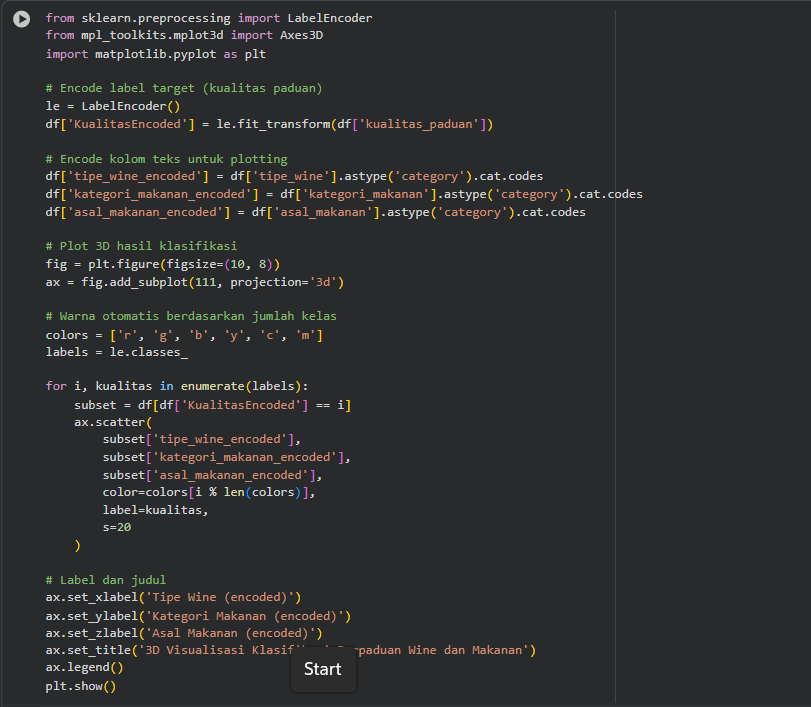 from sklearn.preprocessing import LabelEncoder
from mpl_toolkits.mplot3d import Axes3D
import matplotlib.pyplot as plt

# Encode label target (kualitas paduan)
le = LabelEncoder()
df['KualitasEncoded'] = le.fit_transform(df['kualitas_paduan'])

# Encode kolom teks untuk plotting
df['tipe_wine_encoded'] = df['tipe_wine'].astype('category').cat.codes
df['kategori_makanan_encoded'] = df['kategori_makanan'].astype('category').cat.codes
df['asal_makanan_encoded'] = df['asal_makanan'].astype('category').cat.codes

# Plot 3D hasil klasifikasi
fig = plt.figure(figsize=(10, 8))
ax = fig.add_subplot(111, projection='3d')

# Warna otomatis berdasarkan jumlah kelas
colors = ['r', 'g', 'b', 'y', 'c', 'm']
labels = le.classes_

for i, kualitas in enumerate(labels):
    subset = df[df['KualitasEncoded'] == i]
    ax.scatter(
        subset['tipe_wine_encoded'],
        subset['kategori_makanan_encoded'],
        subset['asal_makanan_encoded'],
        color=colors[i % len(colors)],
        label=kualitas,
        s=20
    )

# Label dan judul
ax.set_xlabel('Tipe Wine (encoded)')
ax.set_ylabel('Kategori Makanan (encoded)')
ax.set_zlabel('Asal Makanan (encoded)')
ax.set_title('3D Visualisasi Wine dan Makanan')
ax.legend()
plt.show()
Start